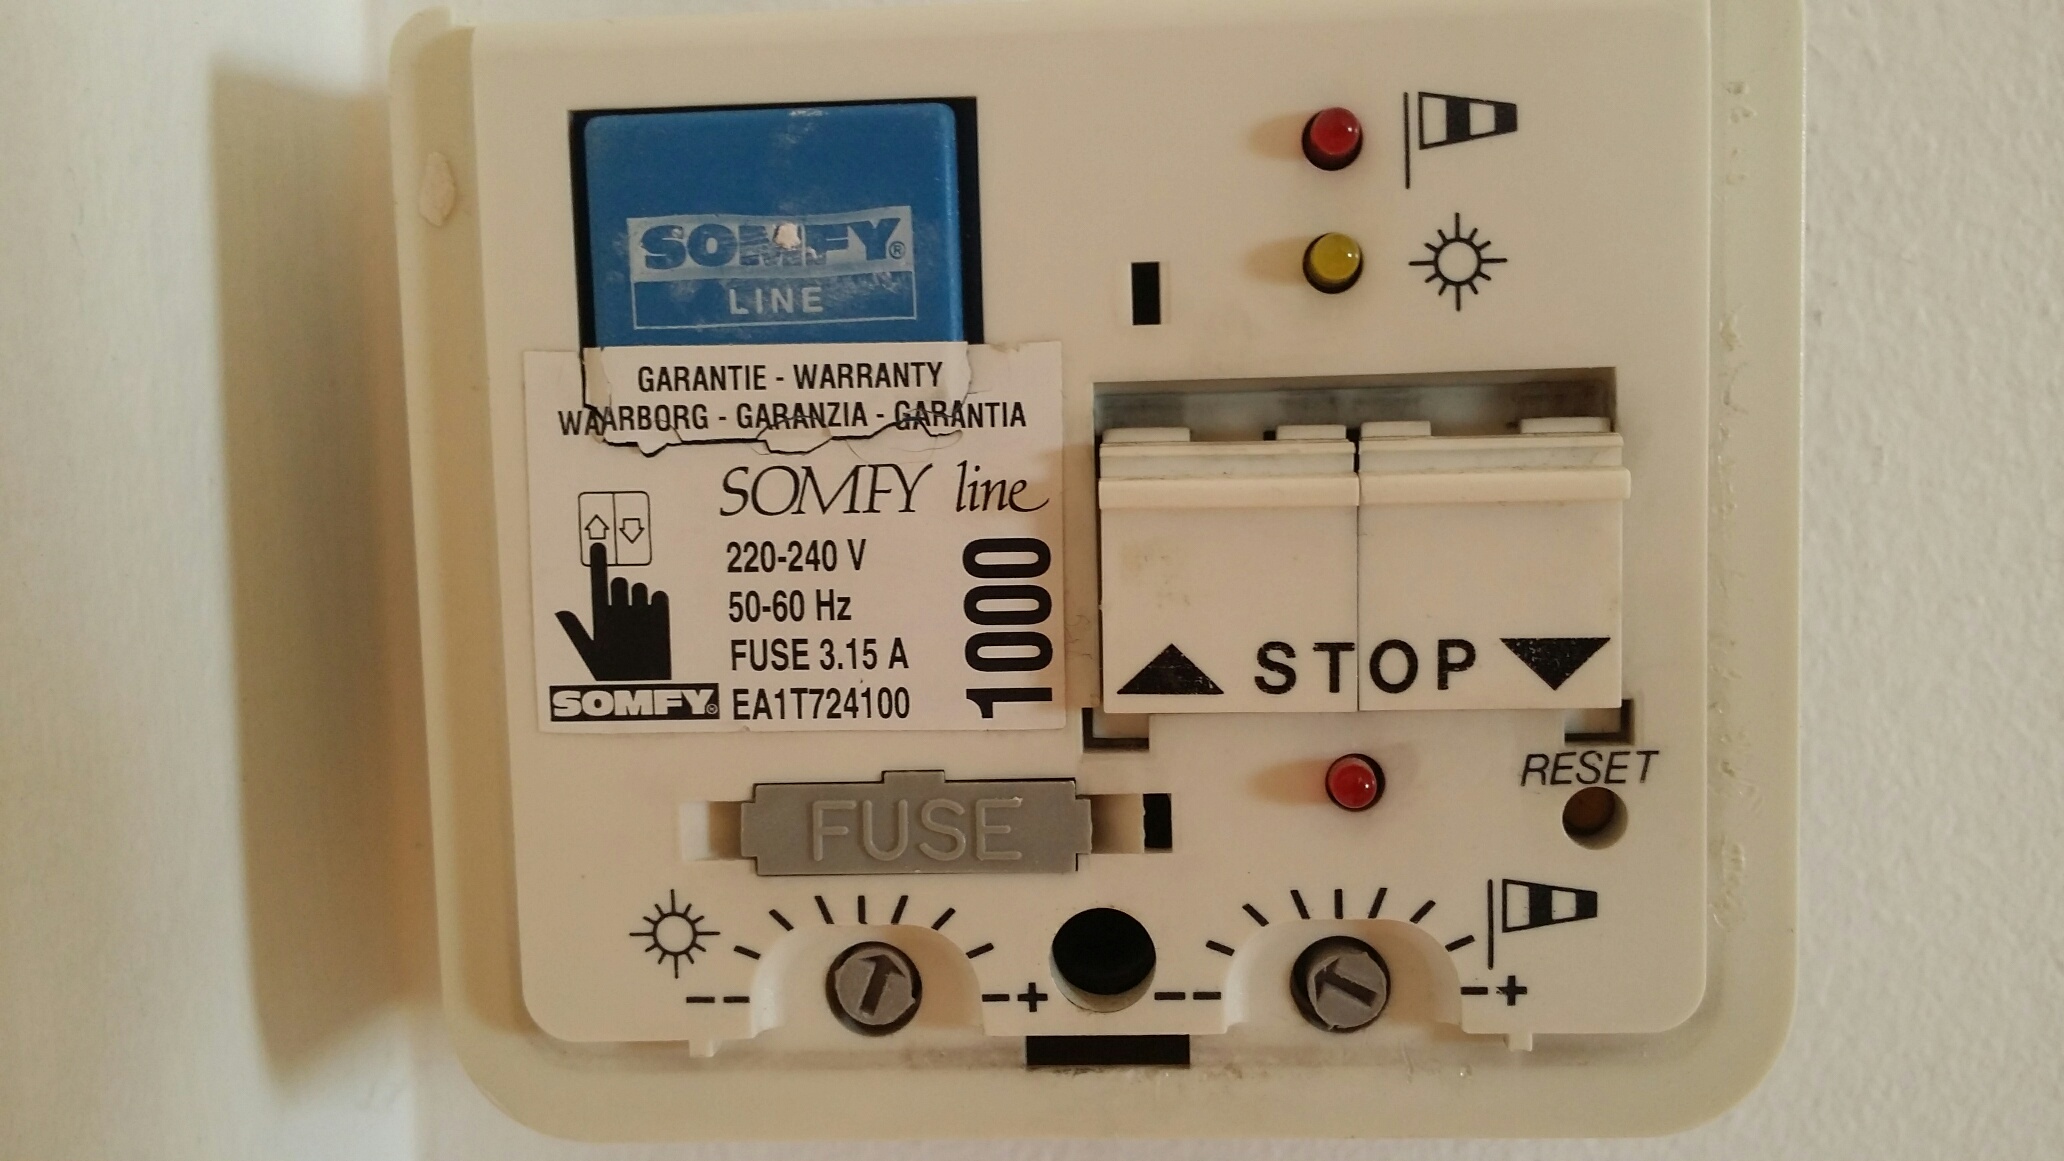 SOMFY®
LINE
GARANTIE - WARRANTY
WAARBORG - GARANZIA - GARANTIA
SOMFY line
220-240 V
50-60 Hz
FUSE 3.15 A
SOMFY® EA1T724100
1000
STOP
RESET
FUSE
-- -+ -- -+